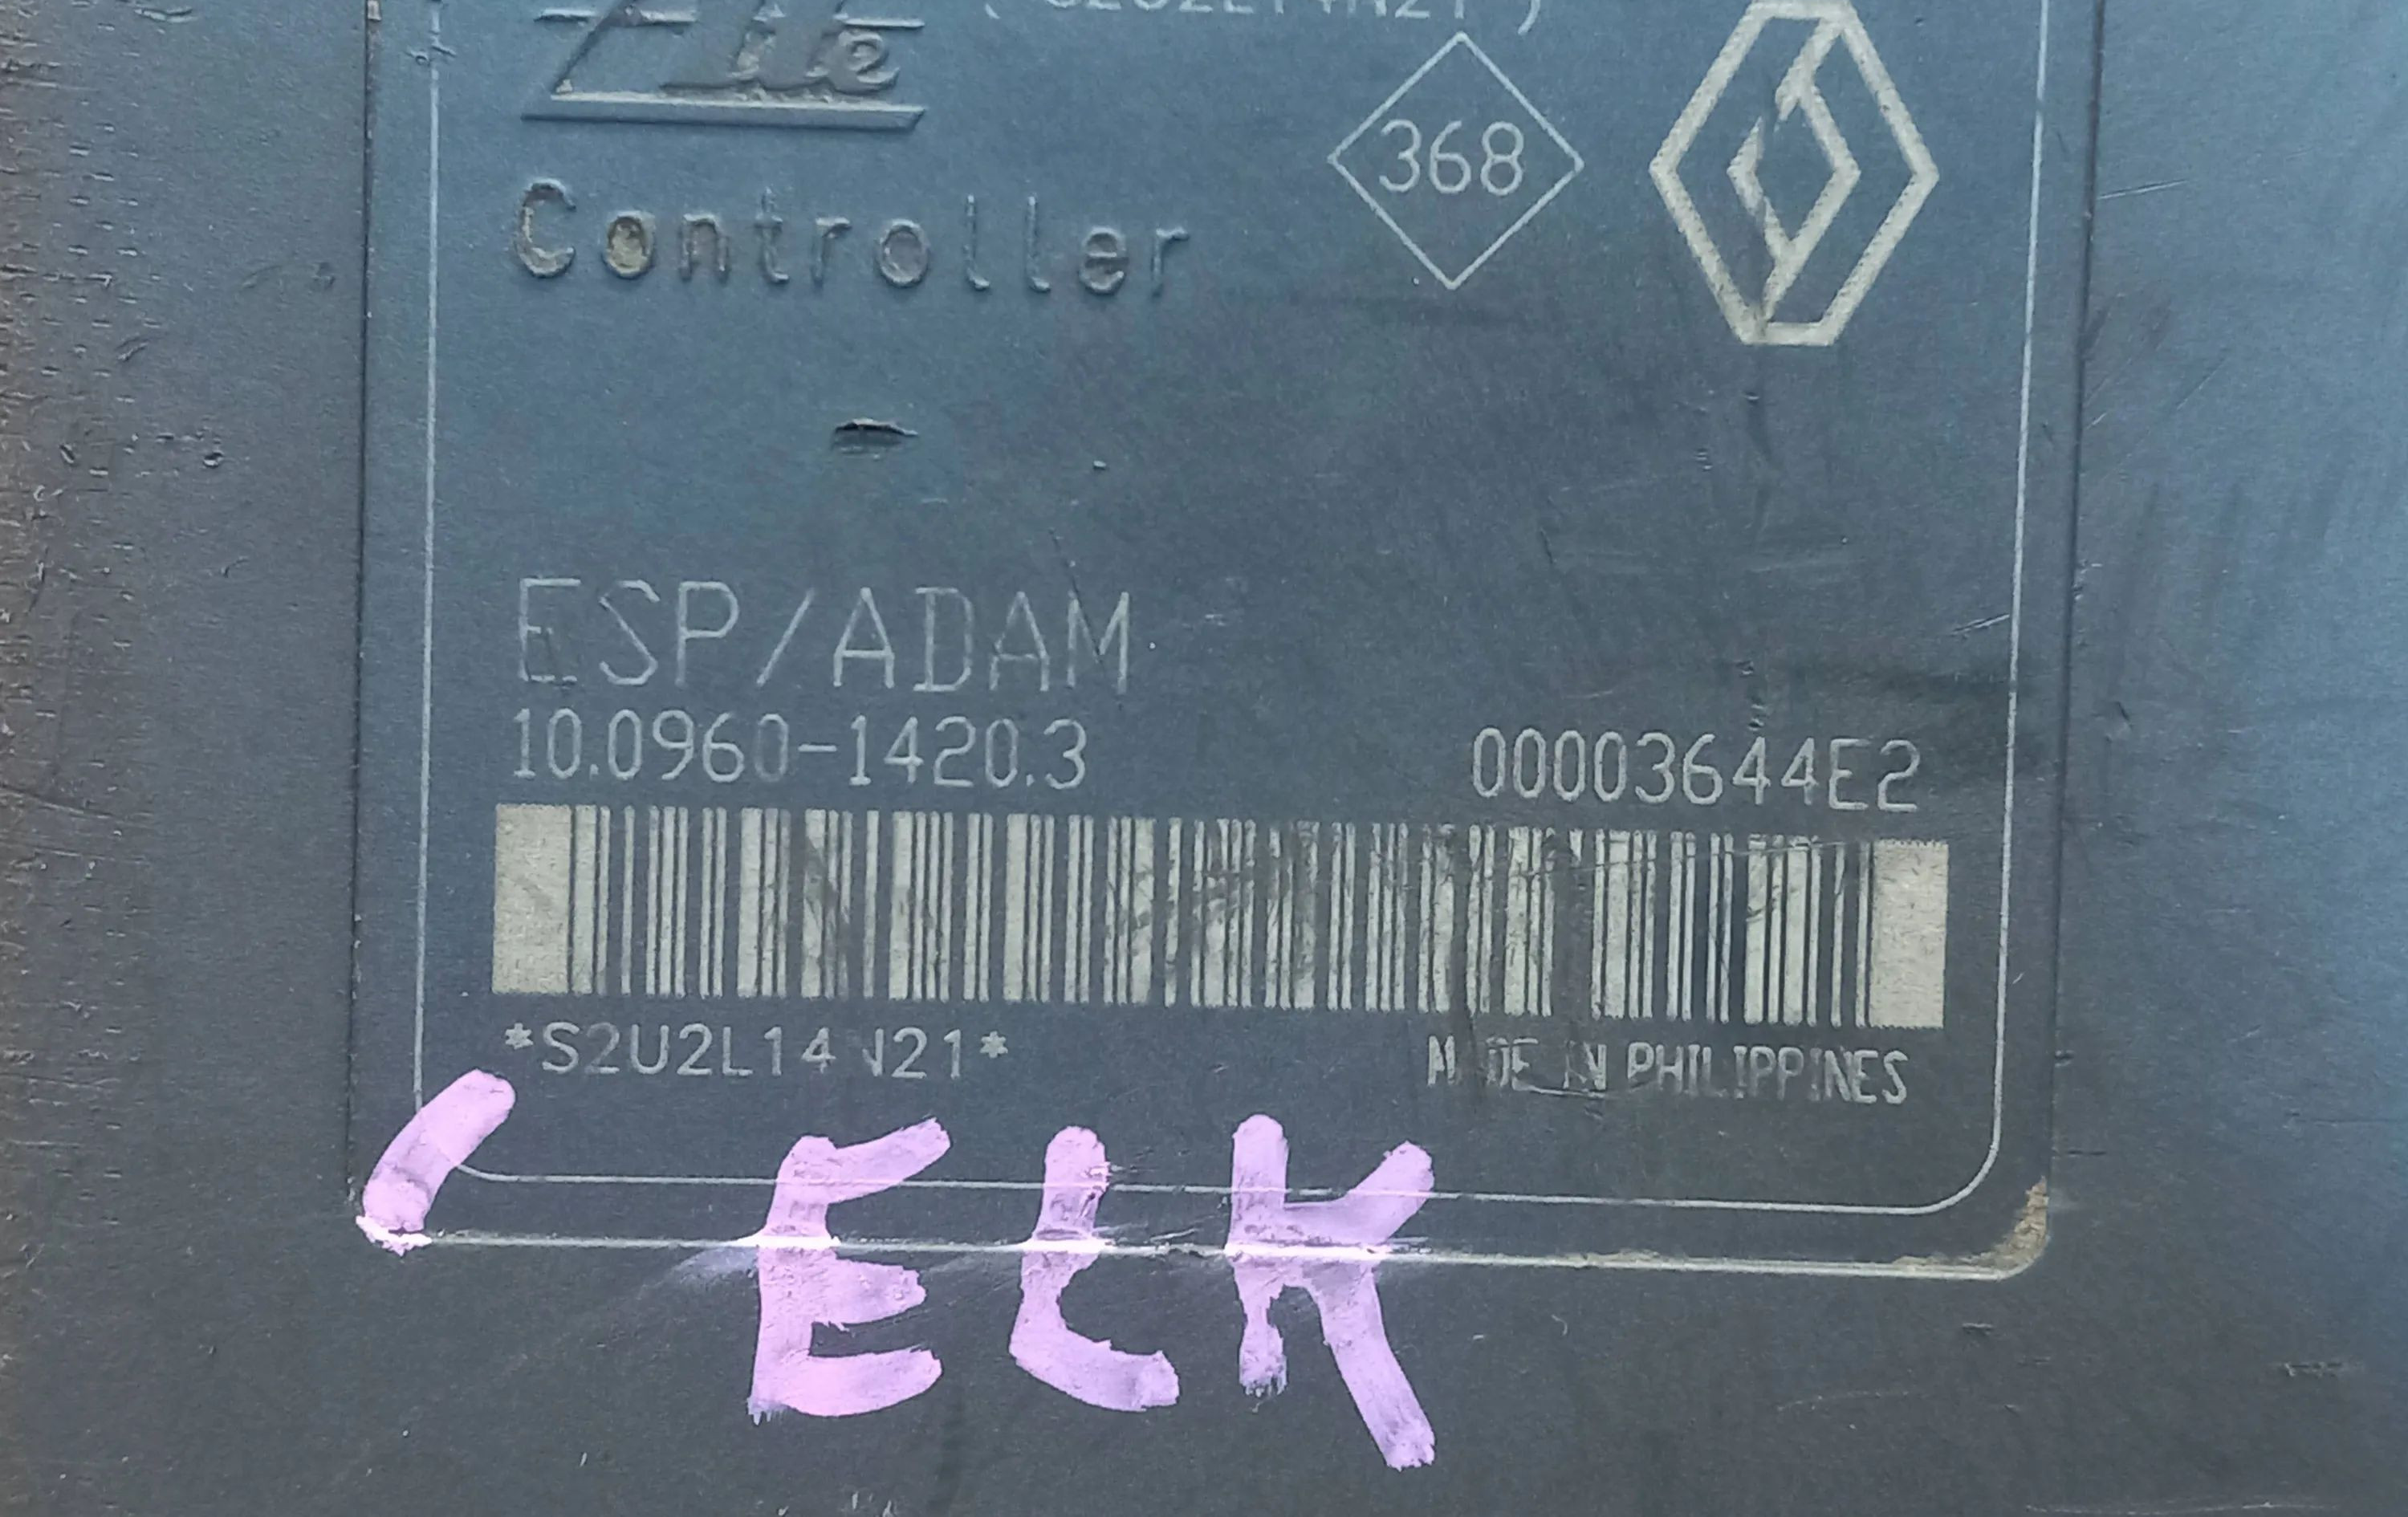 Controller
368
ESP/ADAM
10.0960-1420.3 00003644E2
*S2U2L14N21* MADE IN PHILIPPINES
ELK